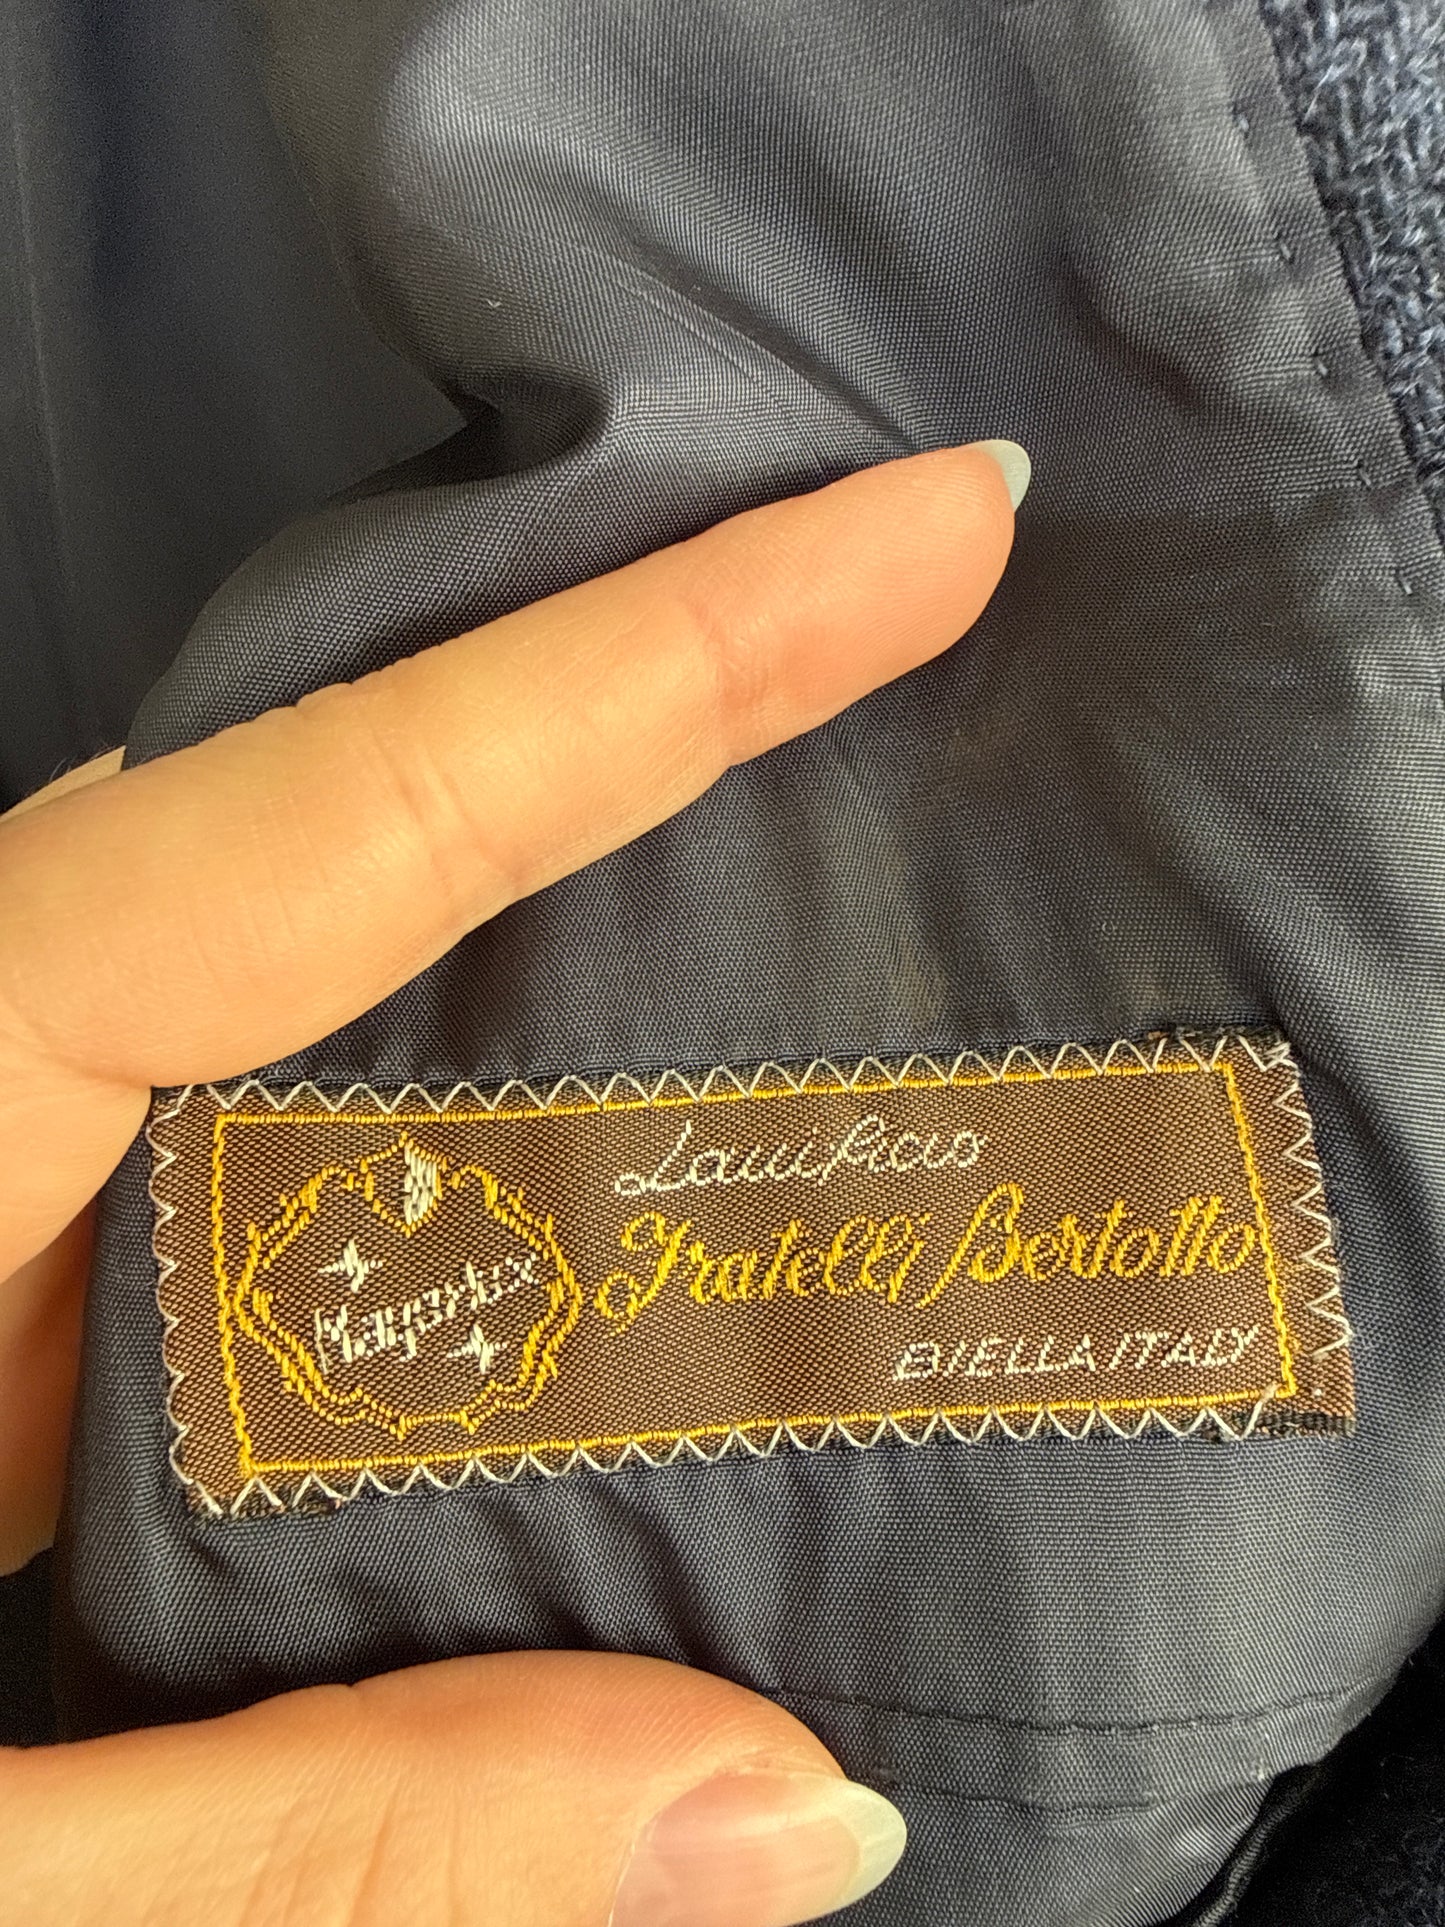 Lanificio
Fratelli Bertotto
BIELLA ITALY